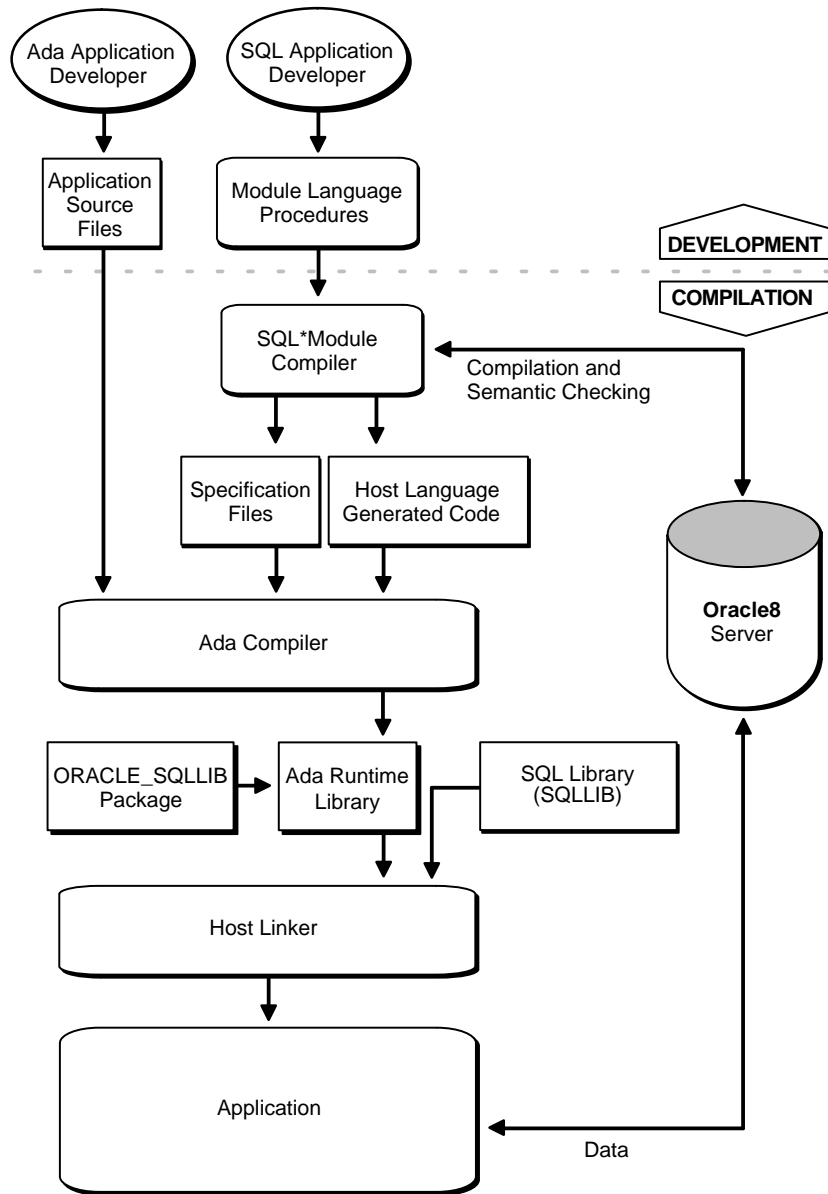 Ada Application
Developer
SQL Application
Developer
Application
Source
Files
Module Language
Procedures
DEVELOPMENT
COMPILATION
SQL*Module
Compiler
Compilation and
Semantic Checking
Specification
Files
Host Language
Generated Code
Oracle8
Server
Ada Compiler
ORACLE_SQLLIB
Package
Ada Runtime
Library
SQL Library
(SQLLIB)
Host Linker
Application
Data